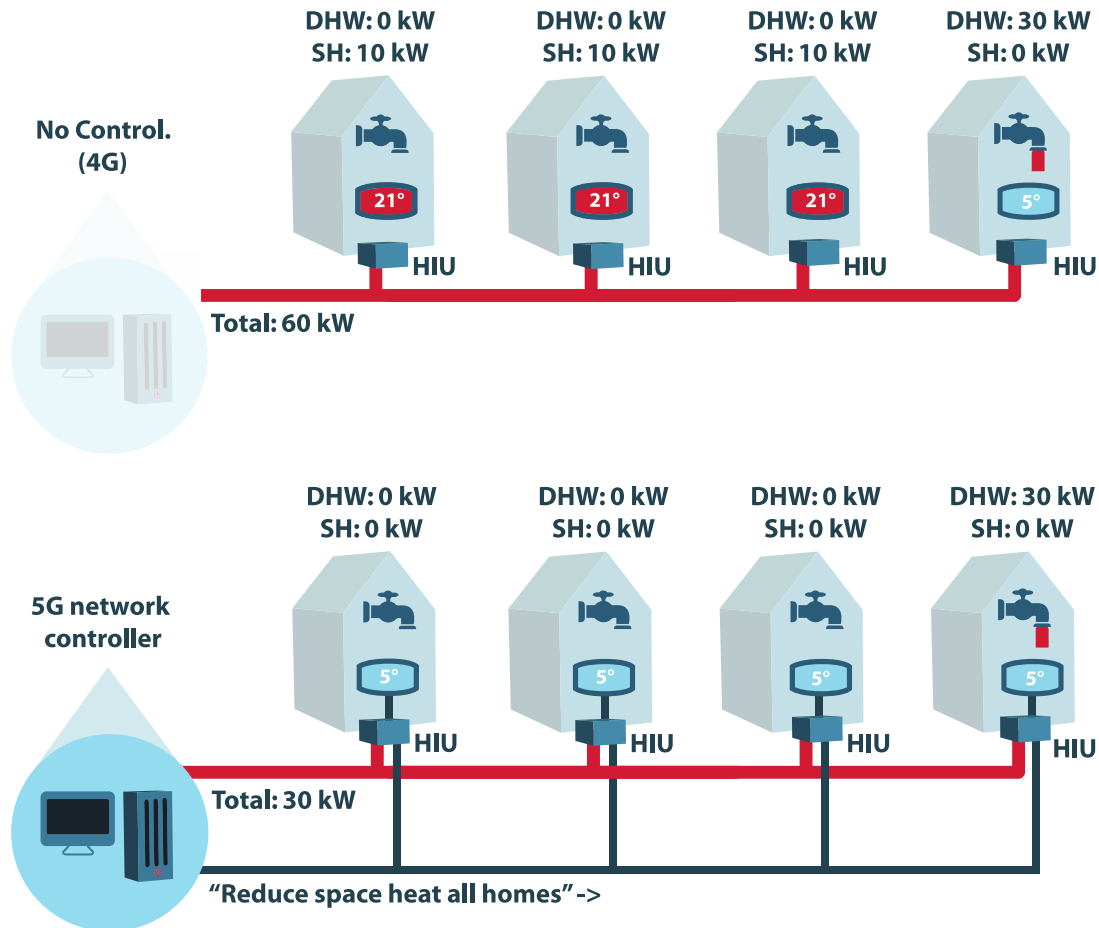 DHW: 0 kW
SH: 10 kW
DHW: 0 kW
SH: 10 kW
DHW: 0 kW
SH: 10 kW
DHW: 30 kW
SH: 0 kW
No Control.
(4G)
21°
21°
21°
5°
HIU
HIU
HIU
HIU
Total: 60 kW
DHW: 0 kW
SH: 0 kW
DHW: 0 kW
SH: 0 kW
DHW: 0 kW
SH: 0 kW
DHW: 30 kW
SH: 0 kW
5G network
controller
5°
5°
5°
5°
HIU
HIU
HIU
HIU
Total: 30 kW
“Reduce space heat all homes” ->